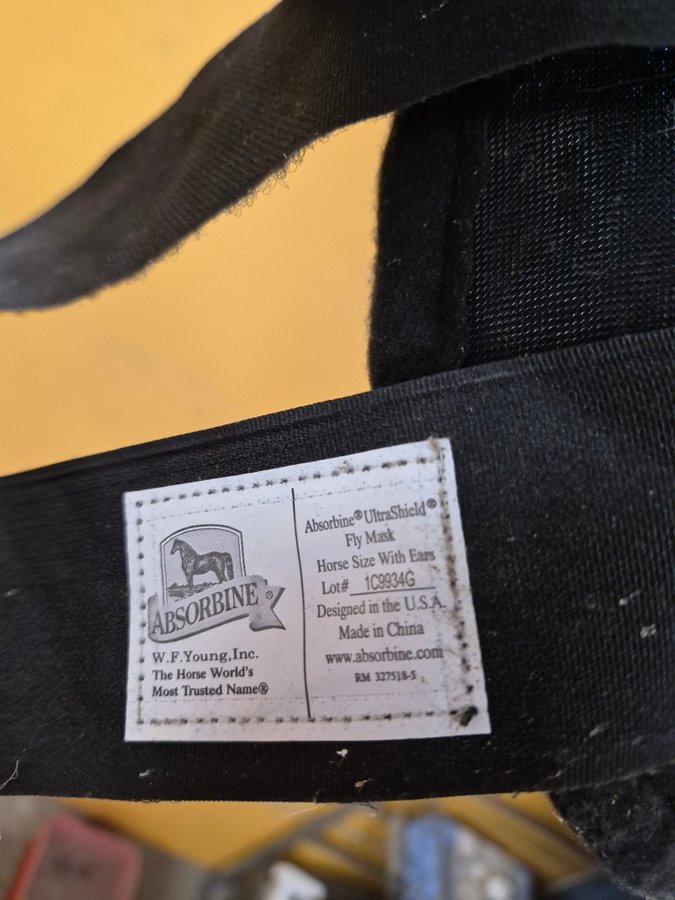 ABSORBINE®
W.F.Young,Inc.
The Horse World's
Most Trusted Name®
Absorbine® UltraShield®
Fly Mask
Horse Size With Ears
Lot# 1C9934G
Designed in the U.S.A.
Made in China
www.absorbine.com
RM 327518-5